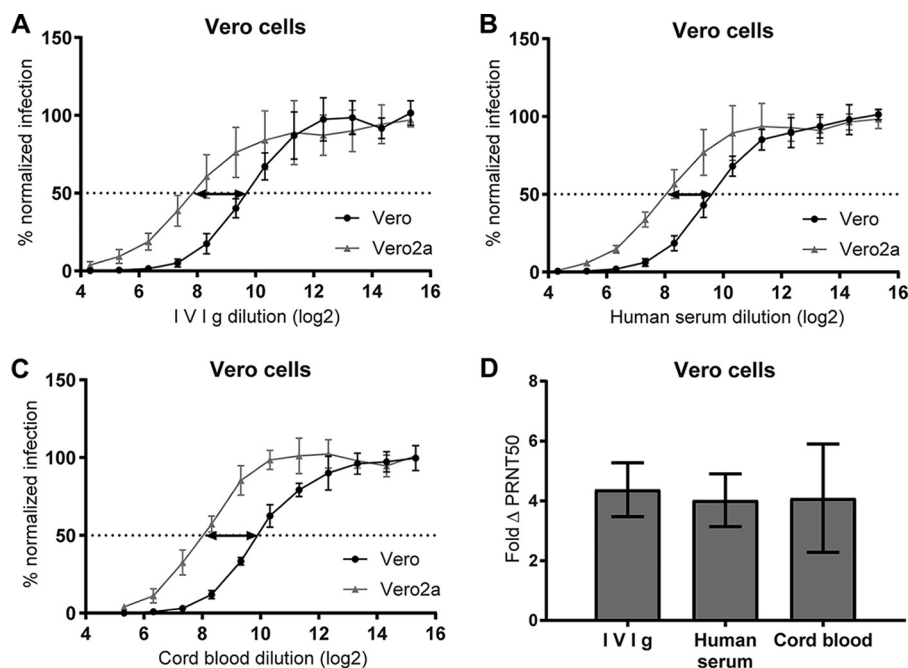 A
Vero cells
% normalized infection
150
100
50
0
4 6 8 10 12 14 16
I V I g dilution (log2)
Vero
Vero2a
B
Vero cells
% normalized infection
150
100
50
0
4 6 8 10 12 14 16
Human serum dilution (log2)
Vero
Vero2a
C
Vero cells
% normalized infection
150
100
50
0
4 6 8 10 12 14 16
Cord blood dilution (log2)
Vero
Vero2a
D
Vero cells
Fold Δ PRNT50
8
6
4
2
0
I V I g Human Cord blood
serum